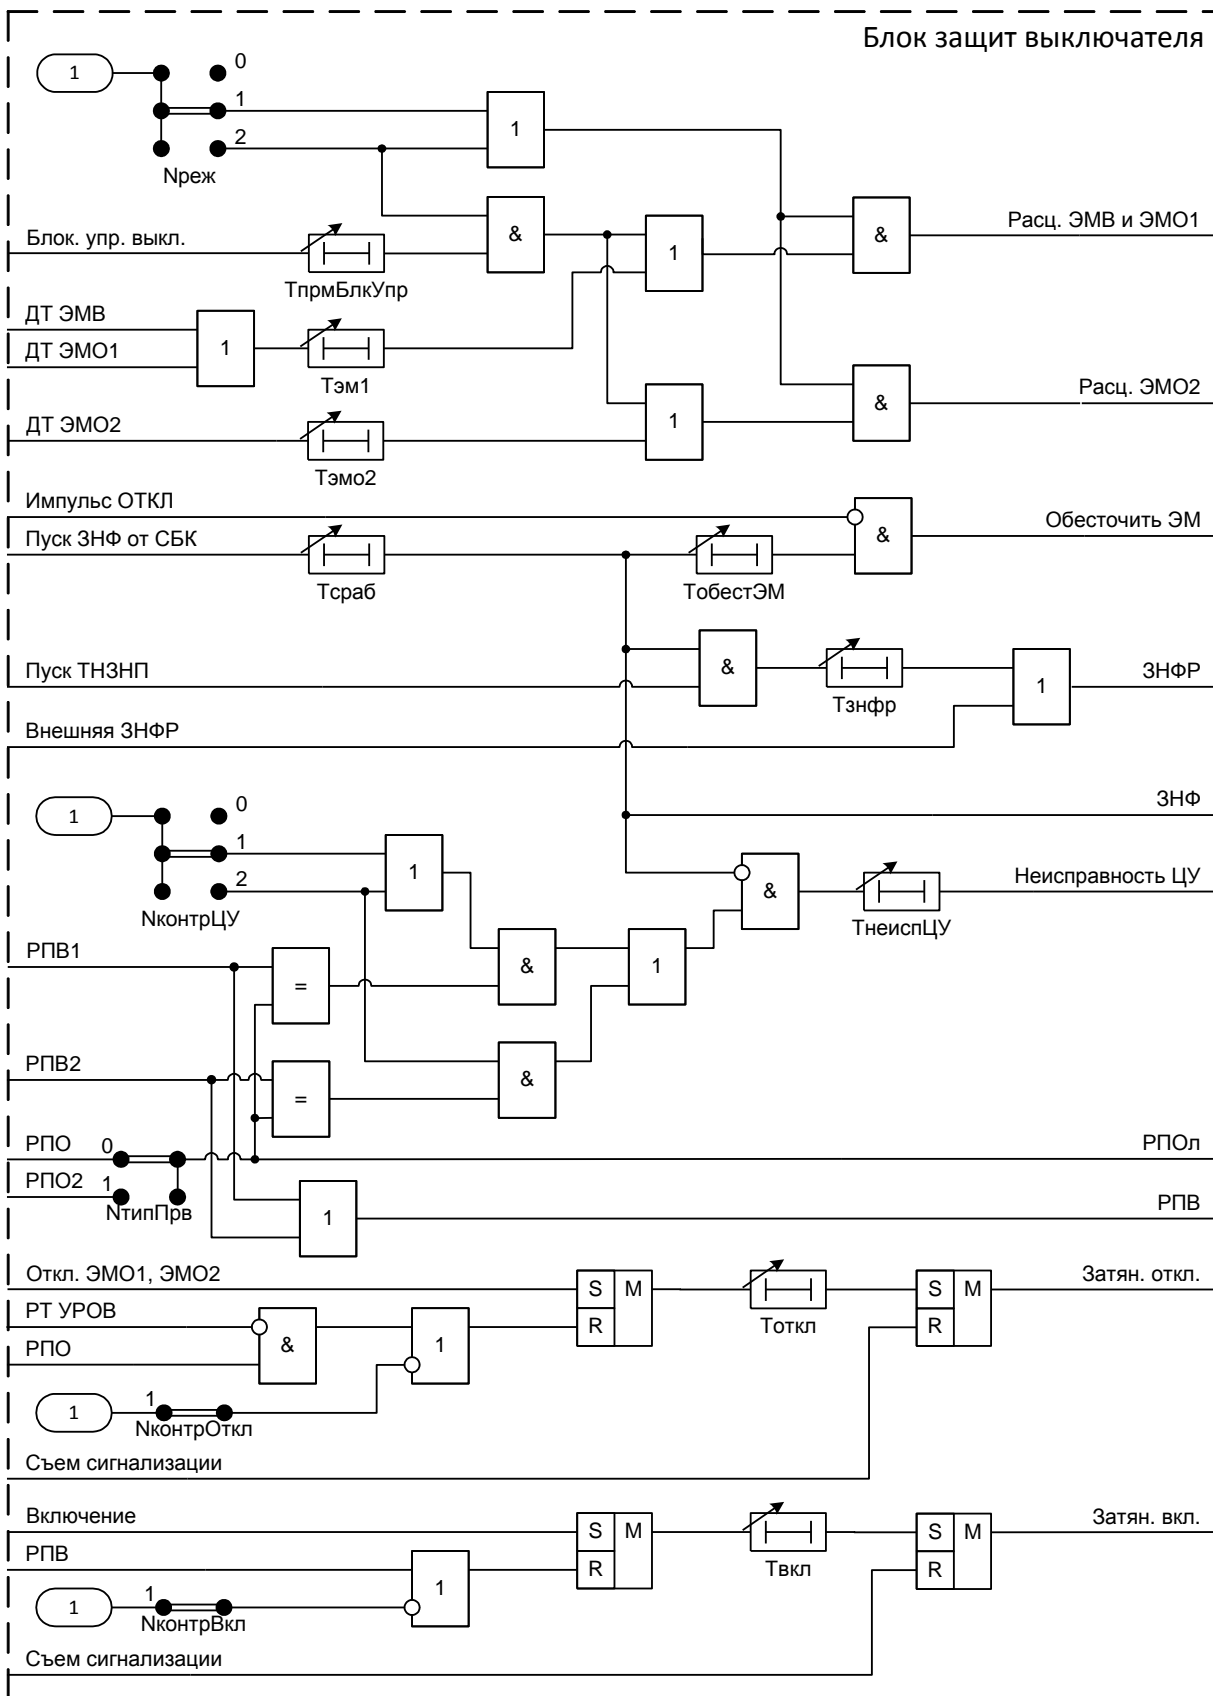 Блок защит выключателя
1
0
1
2
Nреж
1
Блок. упр. выкл.
ТпрмБлкУпр
&
1
&
Расц. ЭМВ и ЭМО1
ДТ ЭМВ
ДТ ЭМО1
1
Тэм1
ДТ ЭМО2
Тэмо2
1
&
Расц. ЭМО2
Импульс ОТКЛ
Пуск ЗНФ от СБК
Тсраб
ТобестЭМ
&
Обесточить ЭМ
Пуск ТНЗНП
&
Тзнфр
1
ЗНФР
Внешняя ЗНФР
ЗНФ
1
0
1
2
NконтрЦУ
1
&
ТнеиспЦУ
Неисправность ЦУ
РПВ1
=
&
1
РПВ2
=
&
РПО
0
РПОл
РПО2
1
NтипПрв
1
РПВ
Откл. ЭМО1, ЭМО2
S
M
R
Тоткл
S
M
R
Затян. откл.
РТ УРОВ
РПО
&
1
1
1
NконтрОткл
Съем сигнализации
Включение
S
M
R
Твкл
S
M
R
Затян. вкл.
РПВ
1
1
1
NконтрВкл
Съем сигнализации